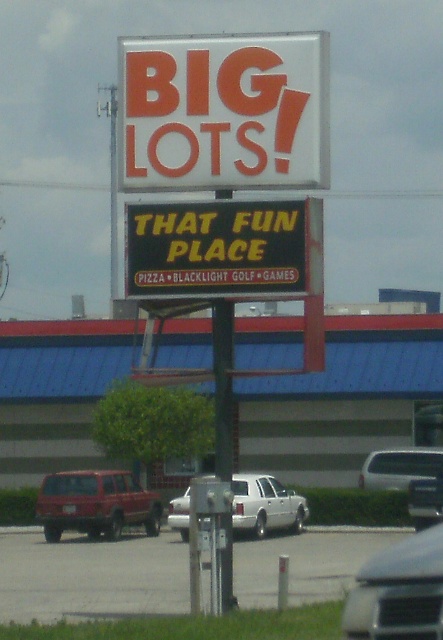 BIG
LOTS!
THAT FUN
PLACE
PIZZA • BLACKLIGHT GOLF • GAMES